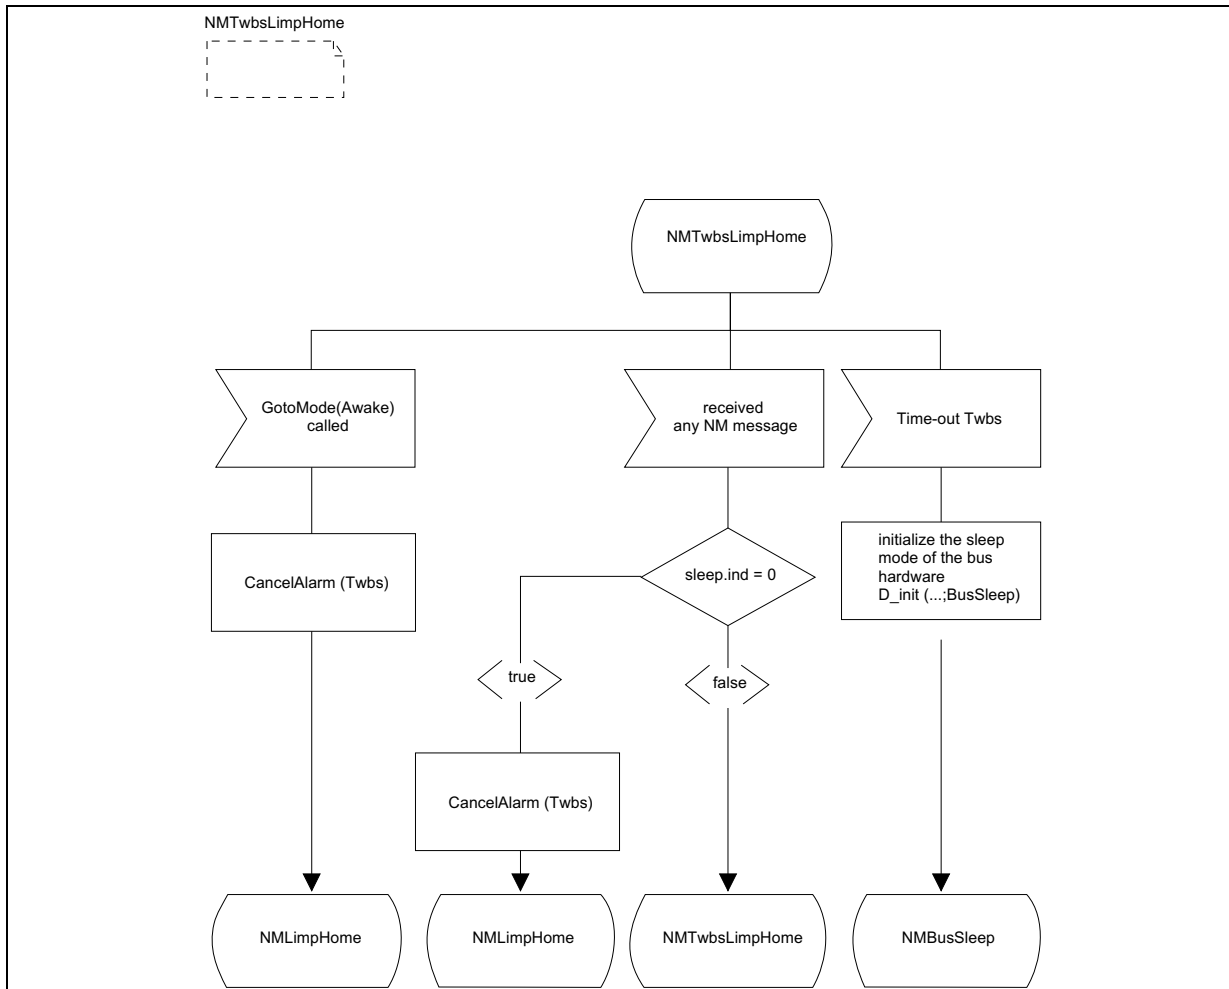 NMTwbsLimpHome
NMTwbsLimpHome
GotoMode(Awake)
called
received
any NM message
Time-out Twbs
CancelAlarm (Twbs)
sleep.ind = 0
initialize the sleep
mode of the bus
hardware
D_init (...;BusSleep)
true
false
CancelAlarm (Twbs)
NMLimpHome
NMLimpHome
NMTwbsLimpHome
NMBusSleep